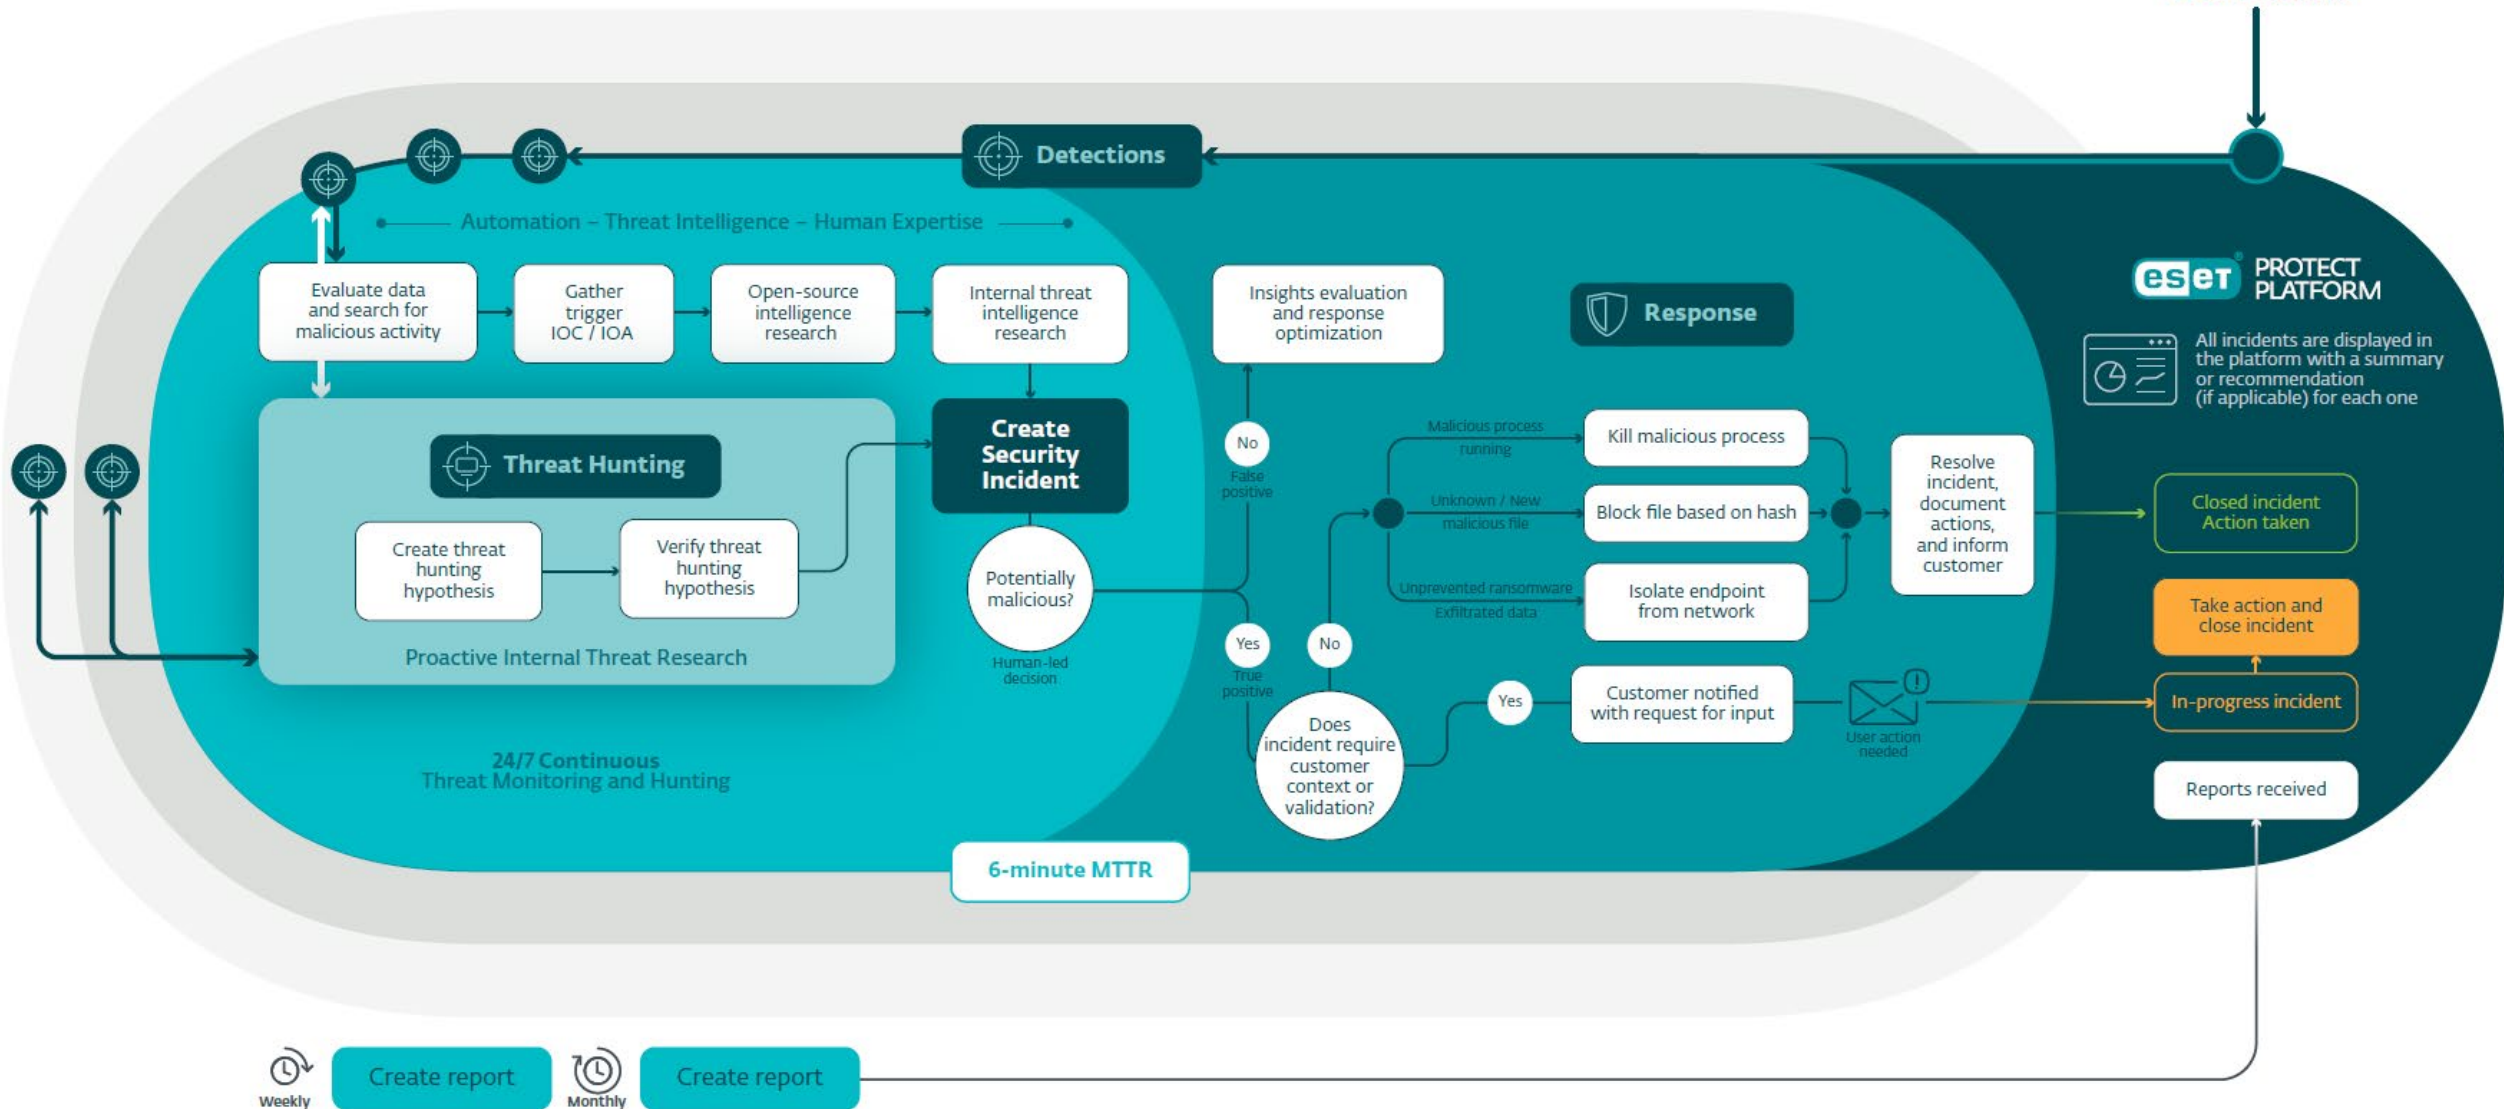 Detections
Automation – Threat Intelligence – Human Expertise
Evaluate data
and search for
malicious activity
Gather
trigger
IOC / IOA
Open-source
intelligence
research
Internal threat
intelligence
research
Threat Hunting
Create threat
hunting
hypothesis
Verify threat
hunting
hypothesis
Proactive Internal Threat Research
Create
Security
Incident
Potentially
malicious?
Human-led
decision
24/7 Continuous
Threat Monitoring and Hunting
6-minute MTTR
Insights evaluation
and response
optimization
No
False
positive
Yes
True
positive
Does
incident require
customer
context or
validation?
No
Yes
Response
Malicious process
running
Kill malicious process
Unknown / New
malicious file
Block file based on hash
Unprevented ransomware
Exfiltrated data
Isolate endpoint
from network
Customer notified
with request for input
User action
needed
Resolve
incident,
document
actions,
and inform
customer
eseT® PROTECT
PLATFORM
All incidents are displayed in
the platform with a summary
or recommendation
(if applicable) for each one
Closed incident
Action taken
Take action and
close incident
In-progress incident
Reports received
Weekly
Create report
Monthly
Create report